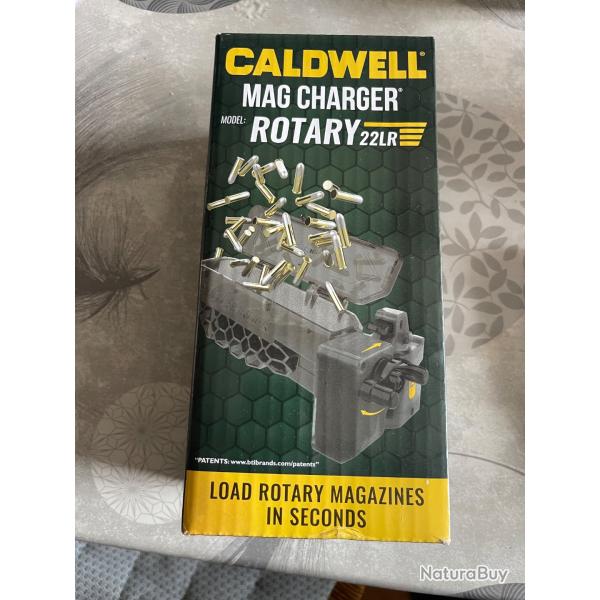 CALDWELL®
MAG CHARGER®
MODEL: ROTARY 22LR
"PATENTS: www.btibrands.com/patents"
LOAD ROTARY MAGAZINES
IN SECONDS
NaturaBuy